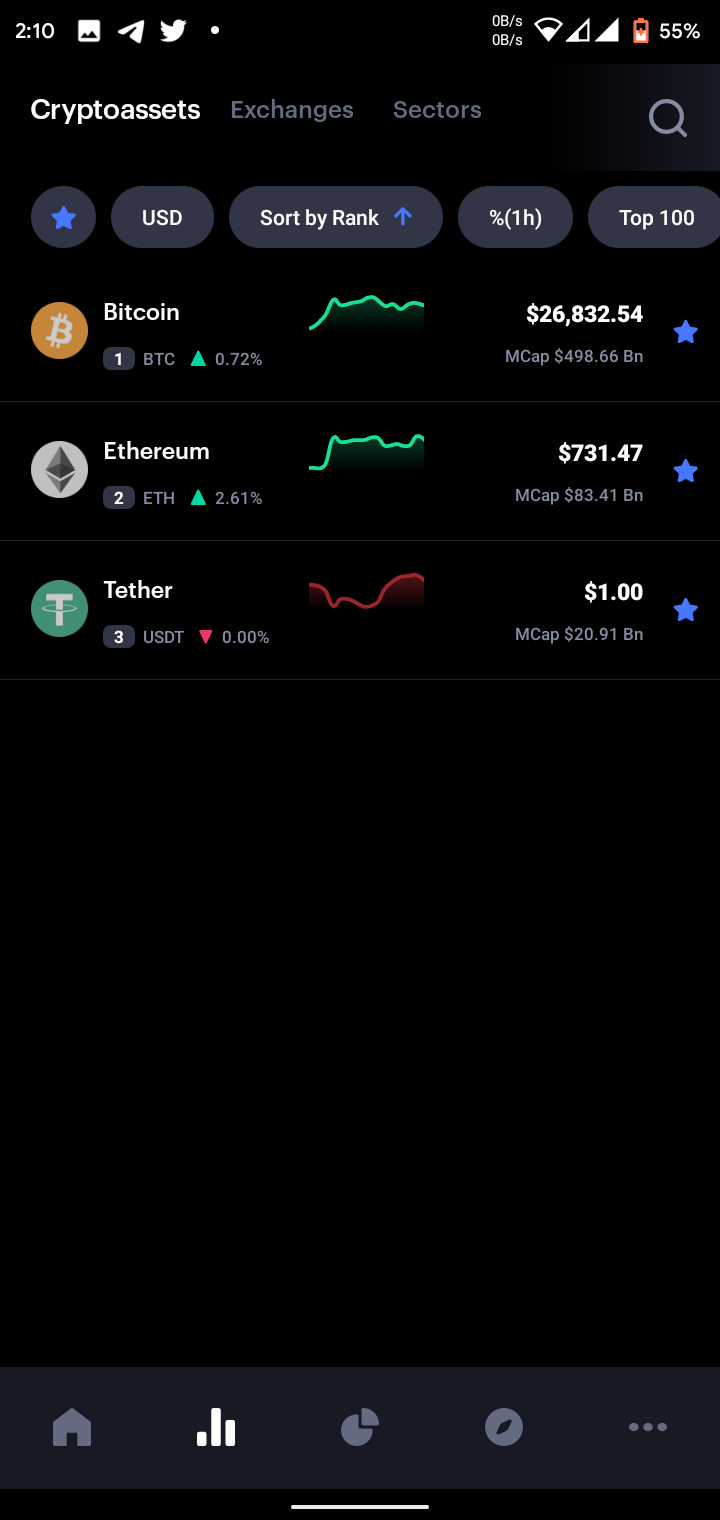 2:10
0B/s
0B/s
55%
Cryptoassets Exchanges Sectors
USD Sort by Rank %(1h) Top 100
Bitcoin $26,832.54
1 BTC 0.72% MCap $498.66 Bn
Ethereum $731.47
2 ETH 2.61% MCap $83.41 Bn
Tether $1.00
3 USDT 0.00% MCap $20.91 Bn